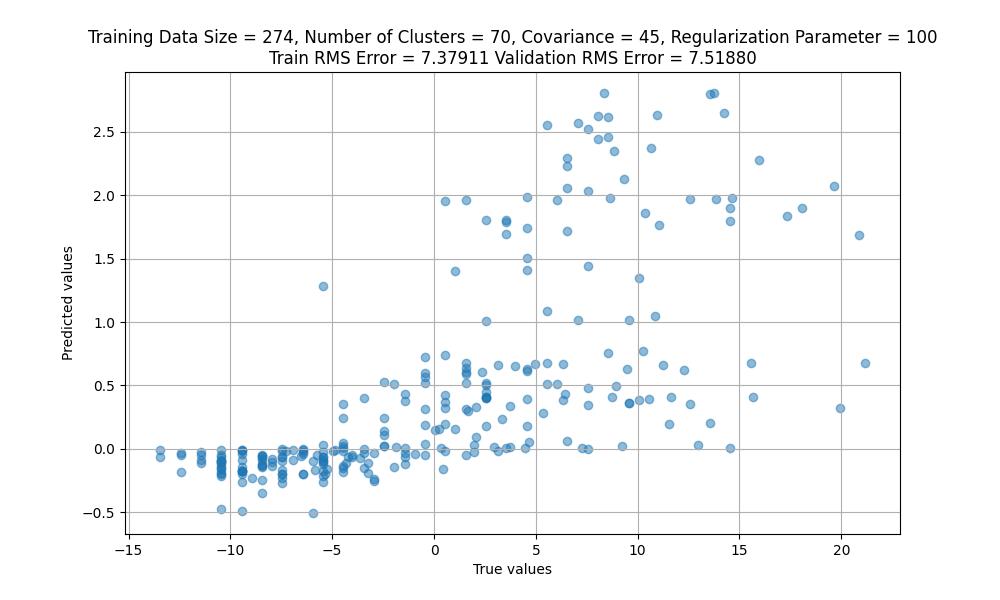 Training Data Size = 274, Number of Clusters = 70, Covariance = 45, Regularization Parameter = 100
Train RMS Error = 7.37911 Validation RMS Error = 7.51880
Predicted values
2.5
2.0
1.5
1.0
0.5
0.0
−0.5
−15 −10 −5 0 5 10 15 20
True values